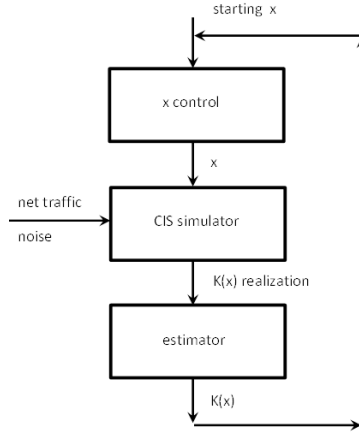 starting x
x control
x
net traffic
noise
CIS simulator
K(x) realization
estimator
K(x)